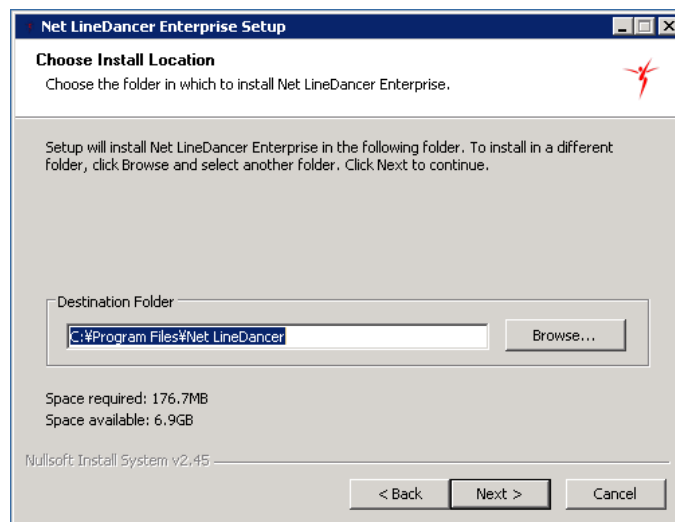 Net LineDancer Enterprise Setup
Choose Install Location
Choose the folder in which to install Net LineDancer Enterprise.
Setup will install Net LineDancer Enterprise in the following folder. To install in a different
folder, click Browse and select another folder. Click Next to continue.
Destination Folder
C:¥Program Files¥Net LineDancer
Browse...
Space required: 176.7MB
Space available: 6.9GB
Nullsoft Install System v2.45
< Back
Next >
Cancel